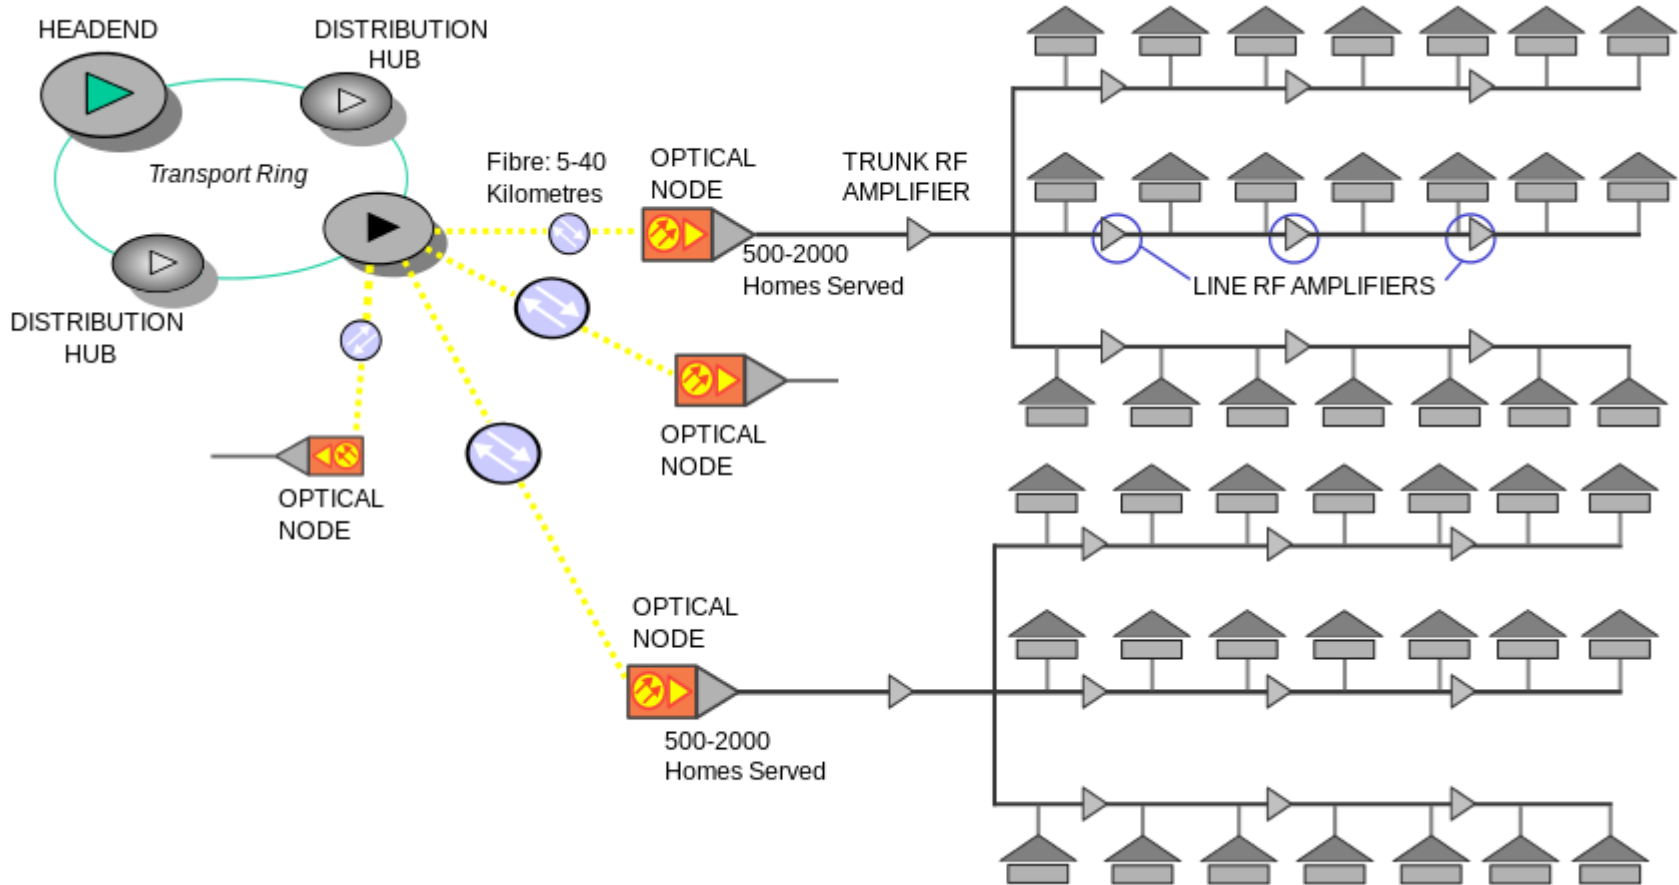 HEADEND
DISTRIBUTION
HUB
Transport Ring
DISTRIBUTION
HUB
Fibre: 5-40
Kilometres
OPTICAL
NODE
500-2000
Homes Served
TRUNK RF
AMPLIFIER
LINE RF AMPLIFIERS
OPTICAL
NODE
OPTICAL
NODE
OPTICAL
NODE
500-2000
Homes Served